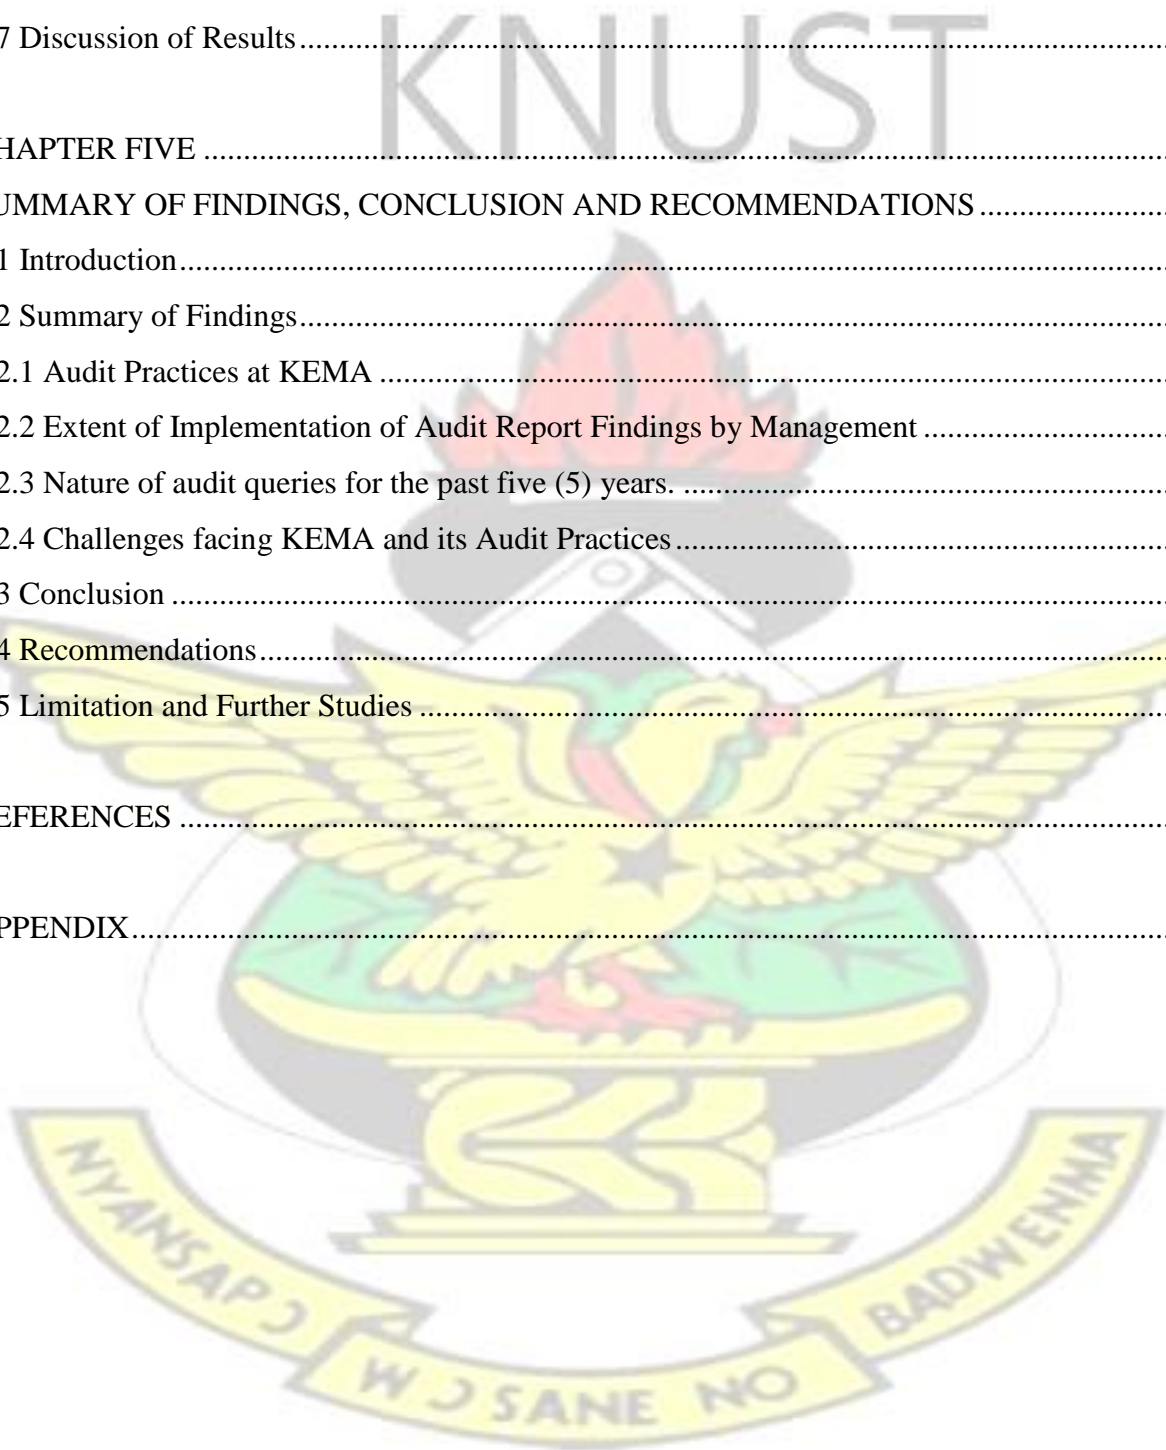 KNUST
7 Discussion of Results
HAPTER FIVE
UMMARY OF FINDINGS, CONCLUSION AND RECOMMENDATIONS
1 Introduction
2 Summary of Findings
2.1 Audit Practices at KEMA
2.2 Extent of Implementation of Audit Report Findings by Management
2.3 Nature of audit queries for the past five (5) years.
2.4 Challenges facing KEMA and its Audit Practices
3 Conclusion
4 Recommendations
5 Limitation and Further Studies
EFERENCES
PPENDIX
NYANSAPƆ
WƆSANE NO
BADWENMA